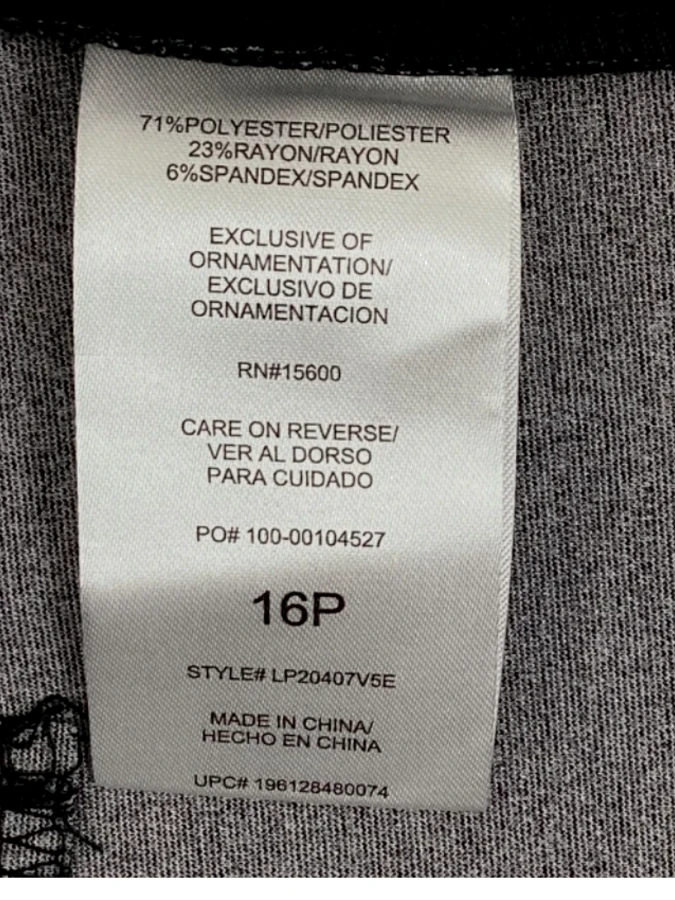 71%POLYESTER/POLIESTER
23%RAYON/RAYON
6%SPANDEX/SPANDEX
EXCLUSIVE OF
ORNAMENTATION/
EXCLUSIVO DE
ORNAMENTACION
RN#15600
CARE ON REVERSE/
VER AL DORSO
PARA CUIDADO
PO# 100-00104527
16P
STYLE# LP20407V5E
MADE IN CHINA/
HECHO EN CHINA
UPC# 196128480074